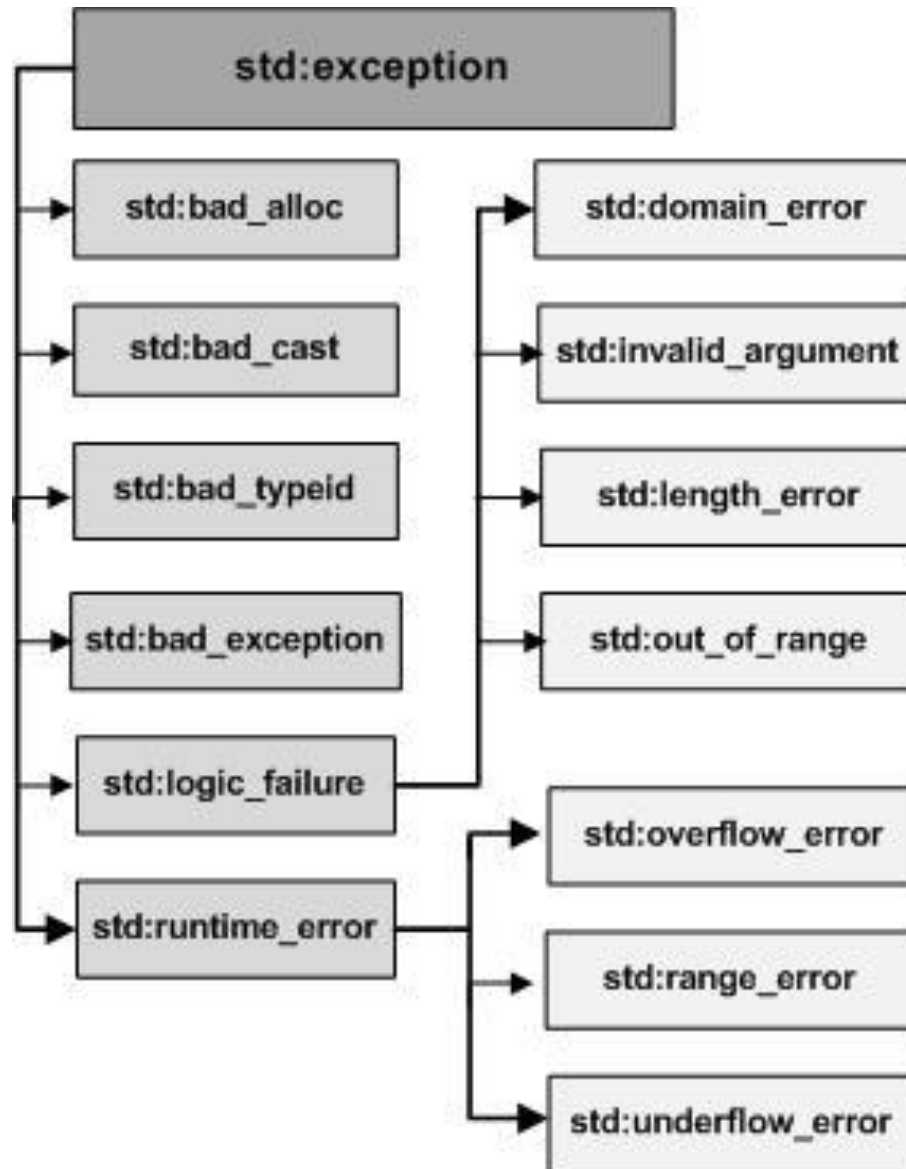 std:exception
std:bad_alloc
std:bad_cast
std:bad_typeid
std:bad_exception
std:logic_failure
std:runtime_error
std:domain_error
std:invalid_argument
std:length_error
std:out_of_range
std:overflow_error
std:range_error
std:underflow_error